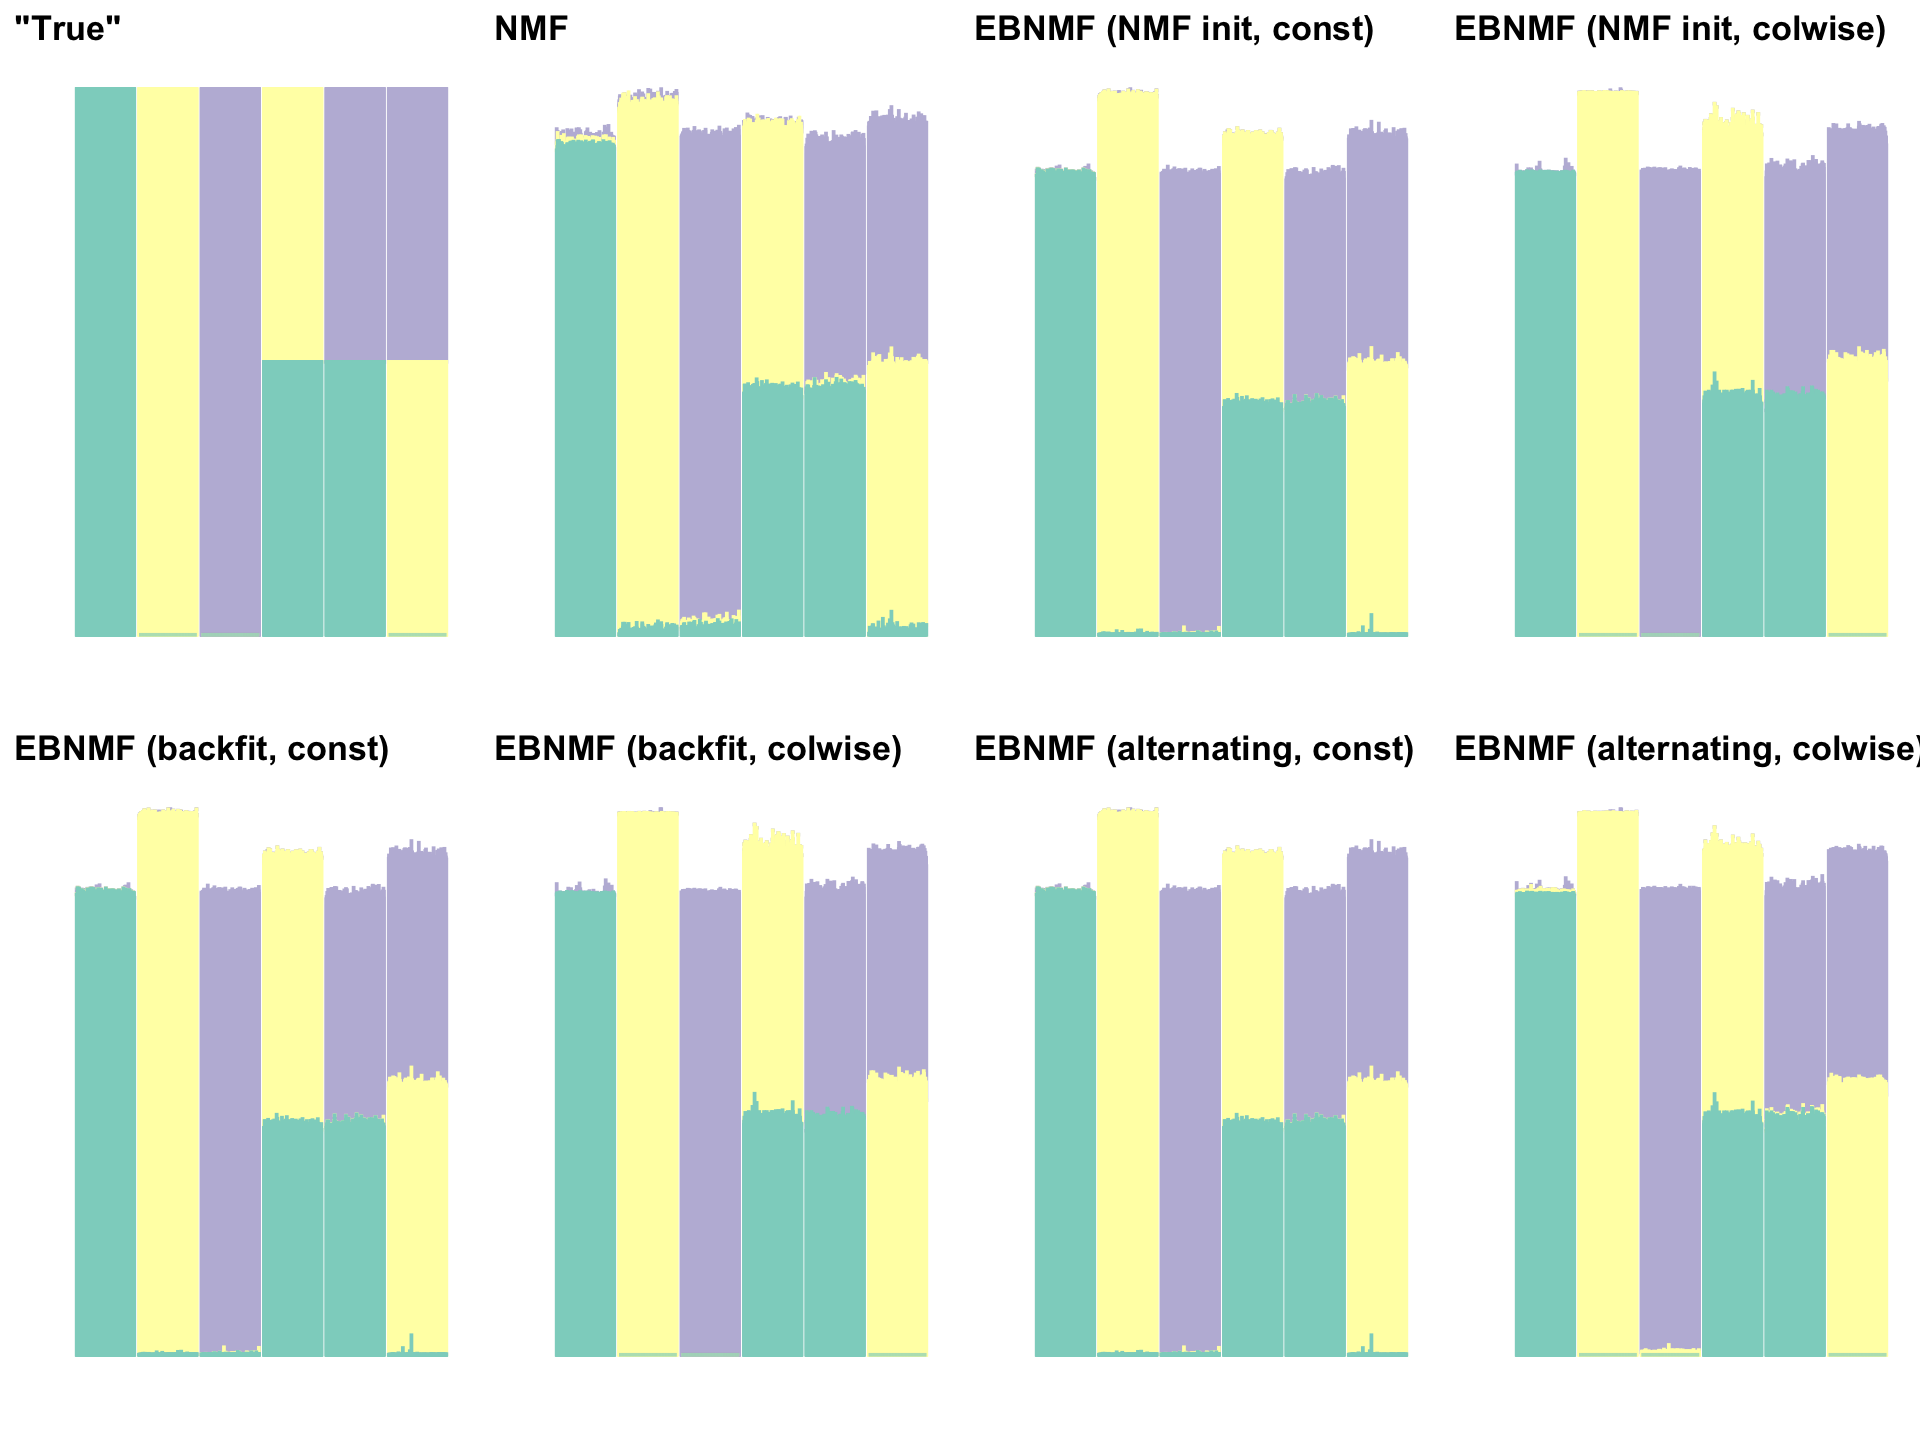 "True"
NMF
EBNMF (NMF init, const)
EBNMF (NMF init, colwise)
EBNMF (backfit, const)
EBNMF (backfit, colwise)
EBNMF (alternating, const)
EBNMF (alternating, colwise)